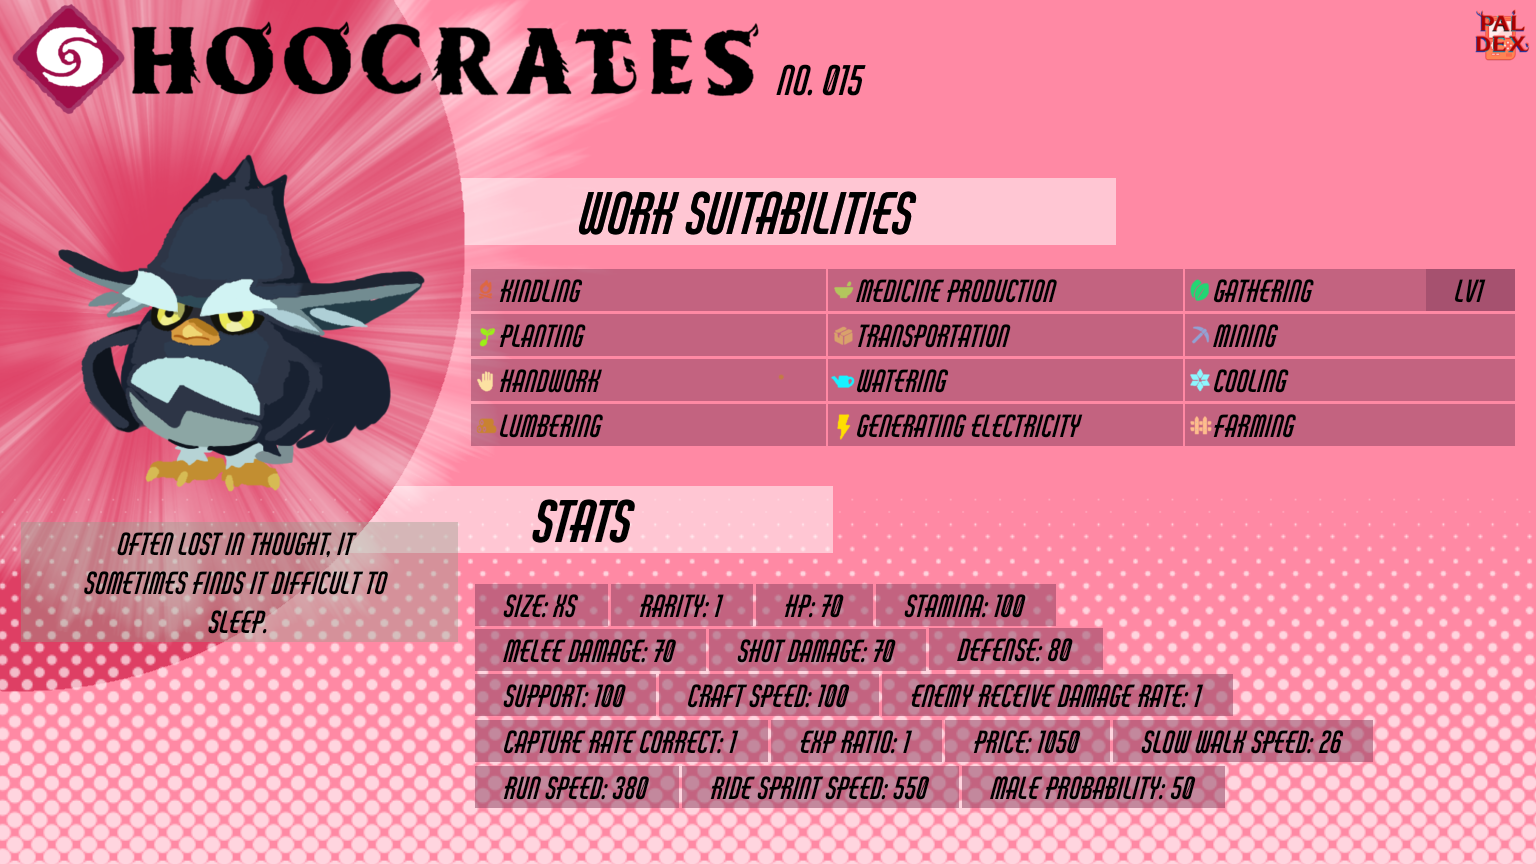 HOOCRATES NO. 015
PAL
DEX
WORK SUITABILITIES
KINDLING MEDICINE PRODUCTION GATHERING LV1
PLANTING TRANSPORTATION MINING
HANDWORK WATERING COOLING
LUMBERING GENERATING ELECTRICITY FARMING
STATS
OFTEN LOST IN THOUGHT, IT
SOMETIMES FINDS IT DIFFICULT TO
SLEEP.
SIZE: XS RARITY: 1 HP: 70 STAMINA: 100
MELEE DAMAGE: 70 SHOT DAMAGE: 70 DEFENSE: 80
SUPPORT: 100 CRAFT SPEED: 100 ENEMY RECEIVE DAMAGE RATE: 1
CAPTURE RATE CORRECT: 1 EXP RATIO: 1 PRICE: 1050 SLOW WALK SPEED: 26
RUN SPEED: 380 RIDE SPRINT SPEED: 550 MALE PROBABILITY: 50